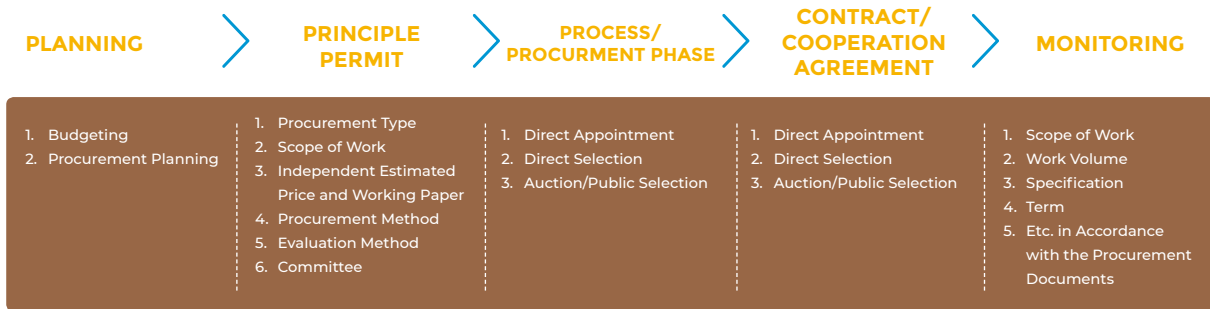 PLANNING
PRINCIPLE
PERMIT
PROCESS/
PROCURMENT PHASE
CONTRACT/
COOPERATION
AGREEMENT
MONITORING
1. Budgeting
2. Procurement Planning
1. Procurement Type
2. Scope of Work
3. Independent Estimated
Price and Working Paper
4. Procurement Method
5. Evaluation Method
6. Committee
1. Direct Appointment
2. Direct Selection
3. Auction/Public Selection
1. Direct Appointment
2. Direct Selection
3. Auction/Public Selection
1. Scope of Work
2. Work Volume
3. Specification
4. Term
5. Etc. in Accordance
with the Procurement
Documents